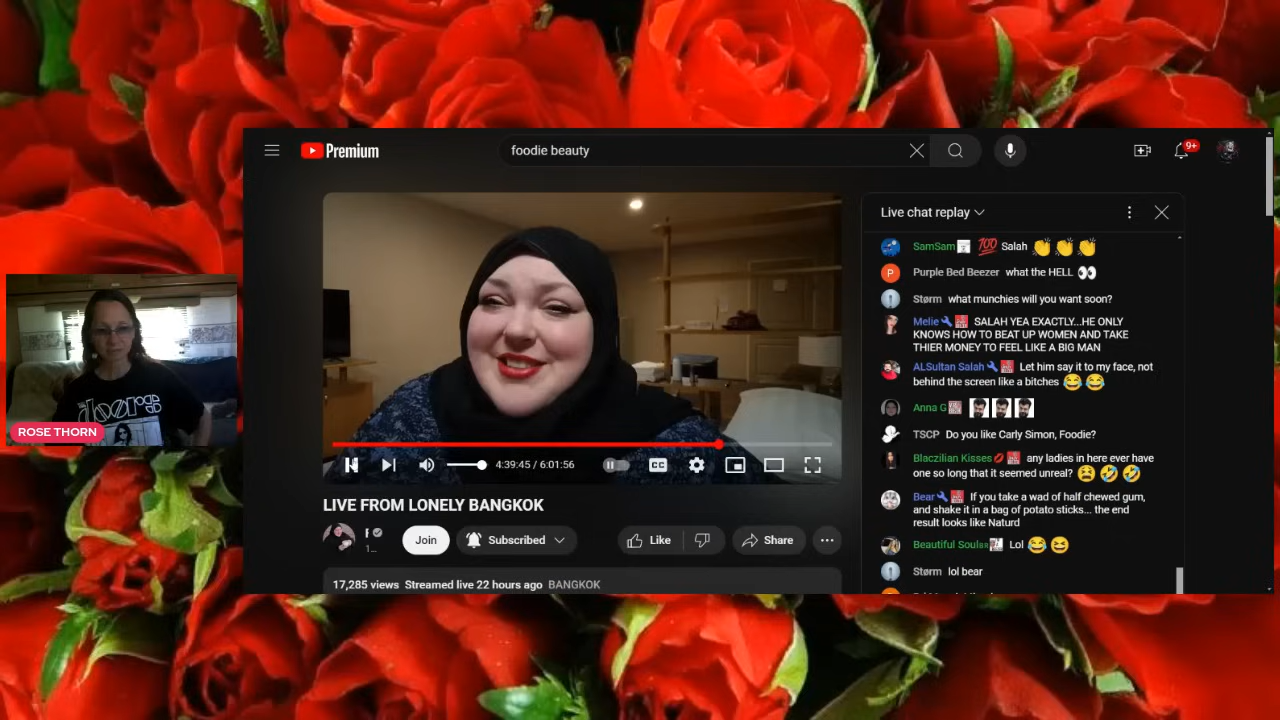 Premium
foodie beauty
9+
Live chat replay
SamSam 💯 Salah 👏👏👏
Purple Bed Beezer what the HELL 👀
Størm what munchies will you want soon?
Melie SALAH YEA EXACTLY...HE ONLY
KNOWS HOW TO BEAT UP WOMEN AND TAKE
THIER MONEY TO FEEL LIKE A BIG MAN
ALSultan Salah Let him say it to my face, not
behind the screen like a bitches 😂😂
Anna G
TSCP Do you like Carly Simon, Foodie?
Blaczilian Kisses💋 any ladies in here ever have
one so long that it seemed unreal? 😫🤣🤣
Bear If you take a wad of half chewed gum,
and shake it in a bag of potato sticks... the end
result looks like Naturd
Beautiful Soul Lol 😂😆
Størm lol bear
the doors
ROSE THORN
4:39:45 / 6:01:56
CC
LIVE FROM LONELY BANGKOK
F
1...
Join
Subscribed
Like
Share
17,285 views Streamed live 22 hours ago BANGKOK